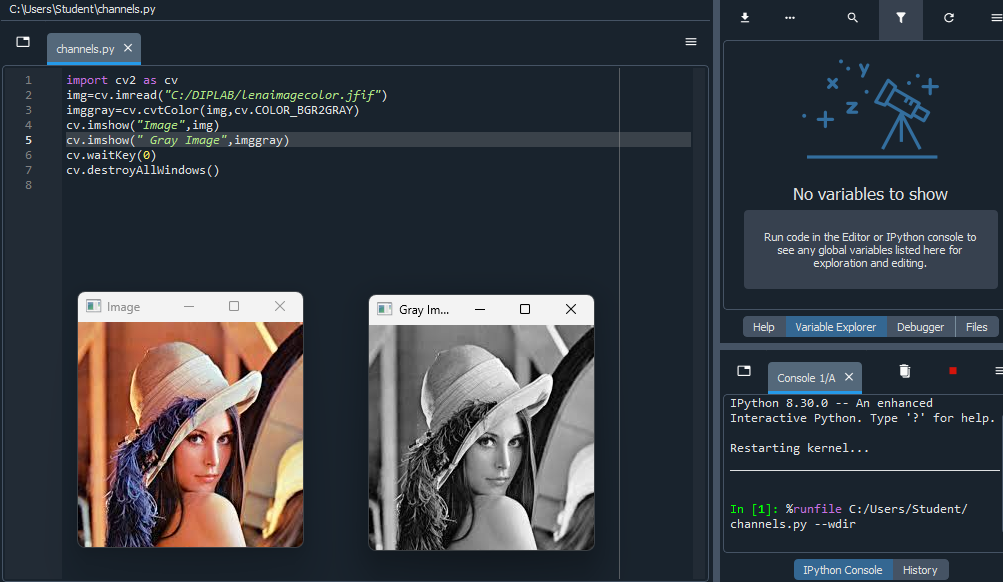 C:\Users\Student\channels.py
channels.py
1 import cv2 as cv
2 img=cv.imread("C:/DIPLAB/lenaimagecolor.jfif")
3 imggray=cv.cvtColor(img,cv.COLOR_BGR2GRAY)
4 cv.imshow("Image",img)
5 cv.imshow(" Gray Image",imggray)
6 cv.waitKey(0)
7 cv.destroyAllWindows()
8
Image
Gray Im...
x y z
No variables to show
Run code in the Editor or IPython console to
see any global variables listed here for
exploration and editing.
Help Variable Explorer Debugger Files
Console 1/A
IPython 8.30.0 -- An enhanced
Interactive Python. Type '?' for help.
Restarting kernel...
In [1]: %runfile C:/Users/Student/
channels.py --wdir
IPython Console History